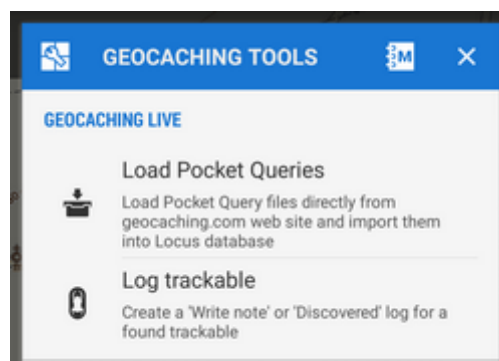 GEOCACHING TOOLS
M
GEOCACHING LIVE
Load Pocket Queries
Load Pocket Query files directly from
geocaching.com web site and import them
into Locus database
Log trackable
Create a 'Write note' or 'Discovered' log for a
found trackable